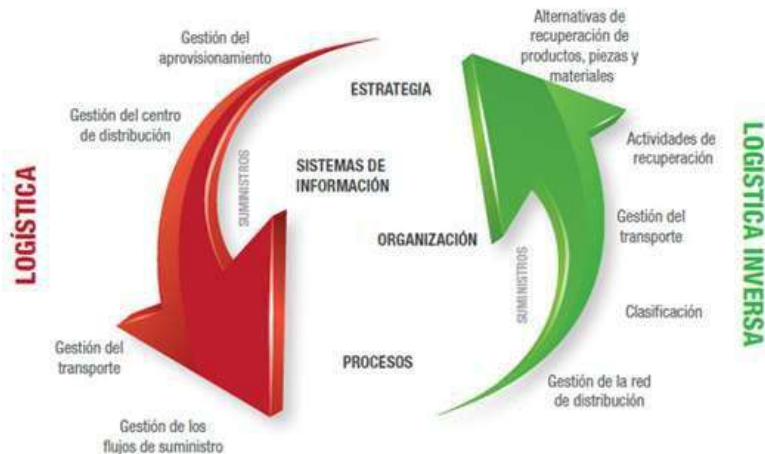 LOGÍSTICA
Gestión del
aprovisionamiento
Gestión del centro
de distribución
SUMINISTROS
Gestión del
transporte
Gestión de los
flujos de suministro
ESTRATEGIA
SISTEMAS DE
INFORMACIÓN
ORGANIZACIÓN
PROCESOS
Alternativas de
recuperación de
productos, piezas y
materiales
Actividades de
recuperación
Gestión del
transporte
SUMINISTROS
Clasificación
Gestión de la red
de distribución
LOGISTICA INVERSA